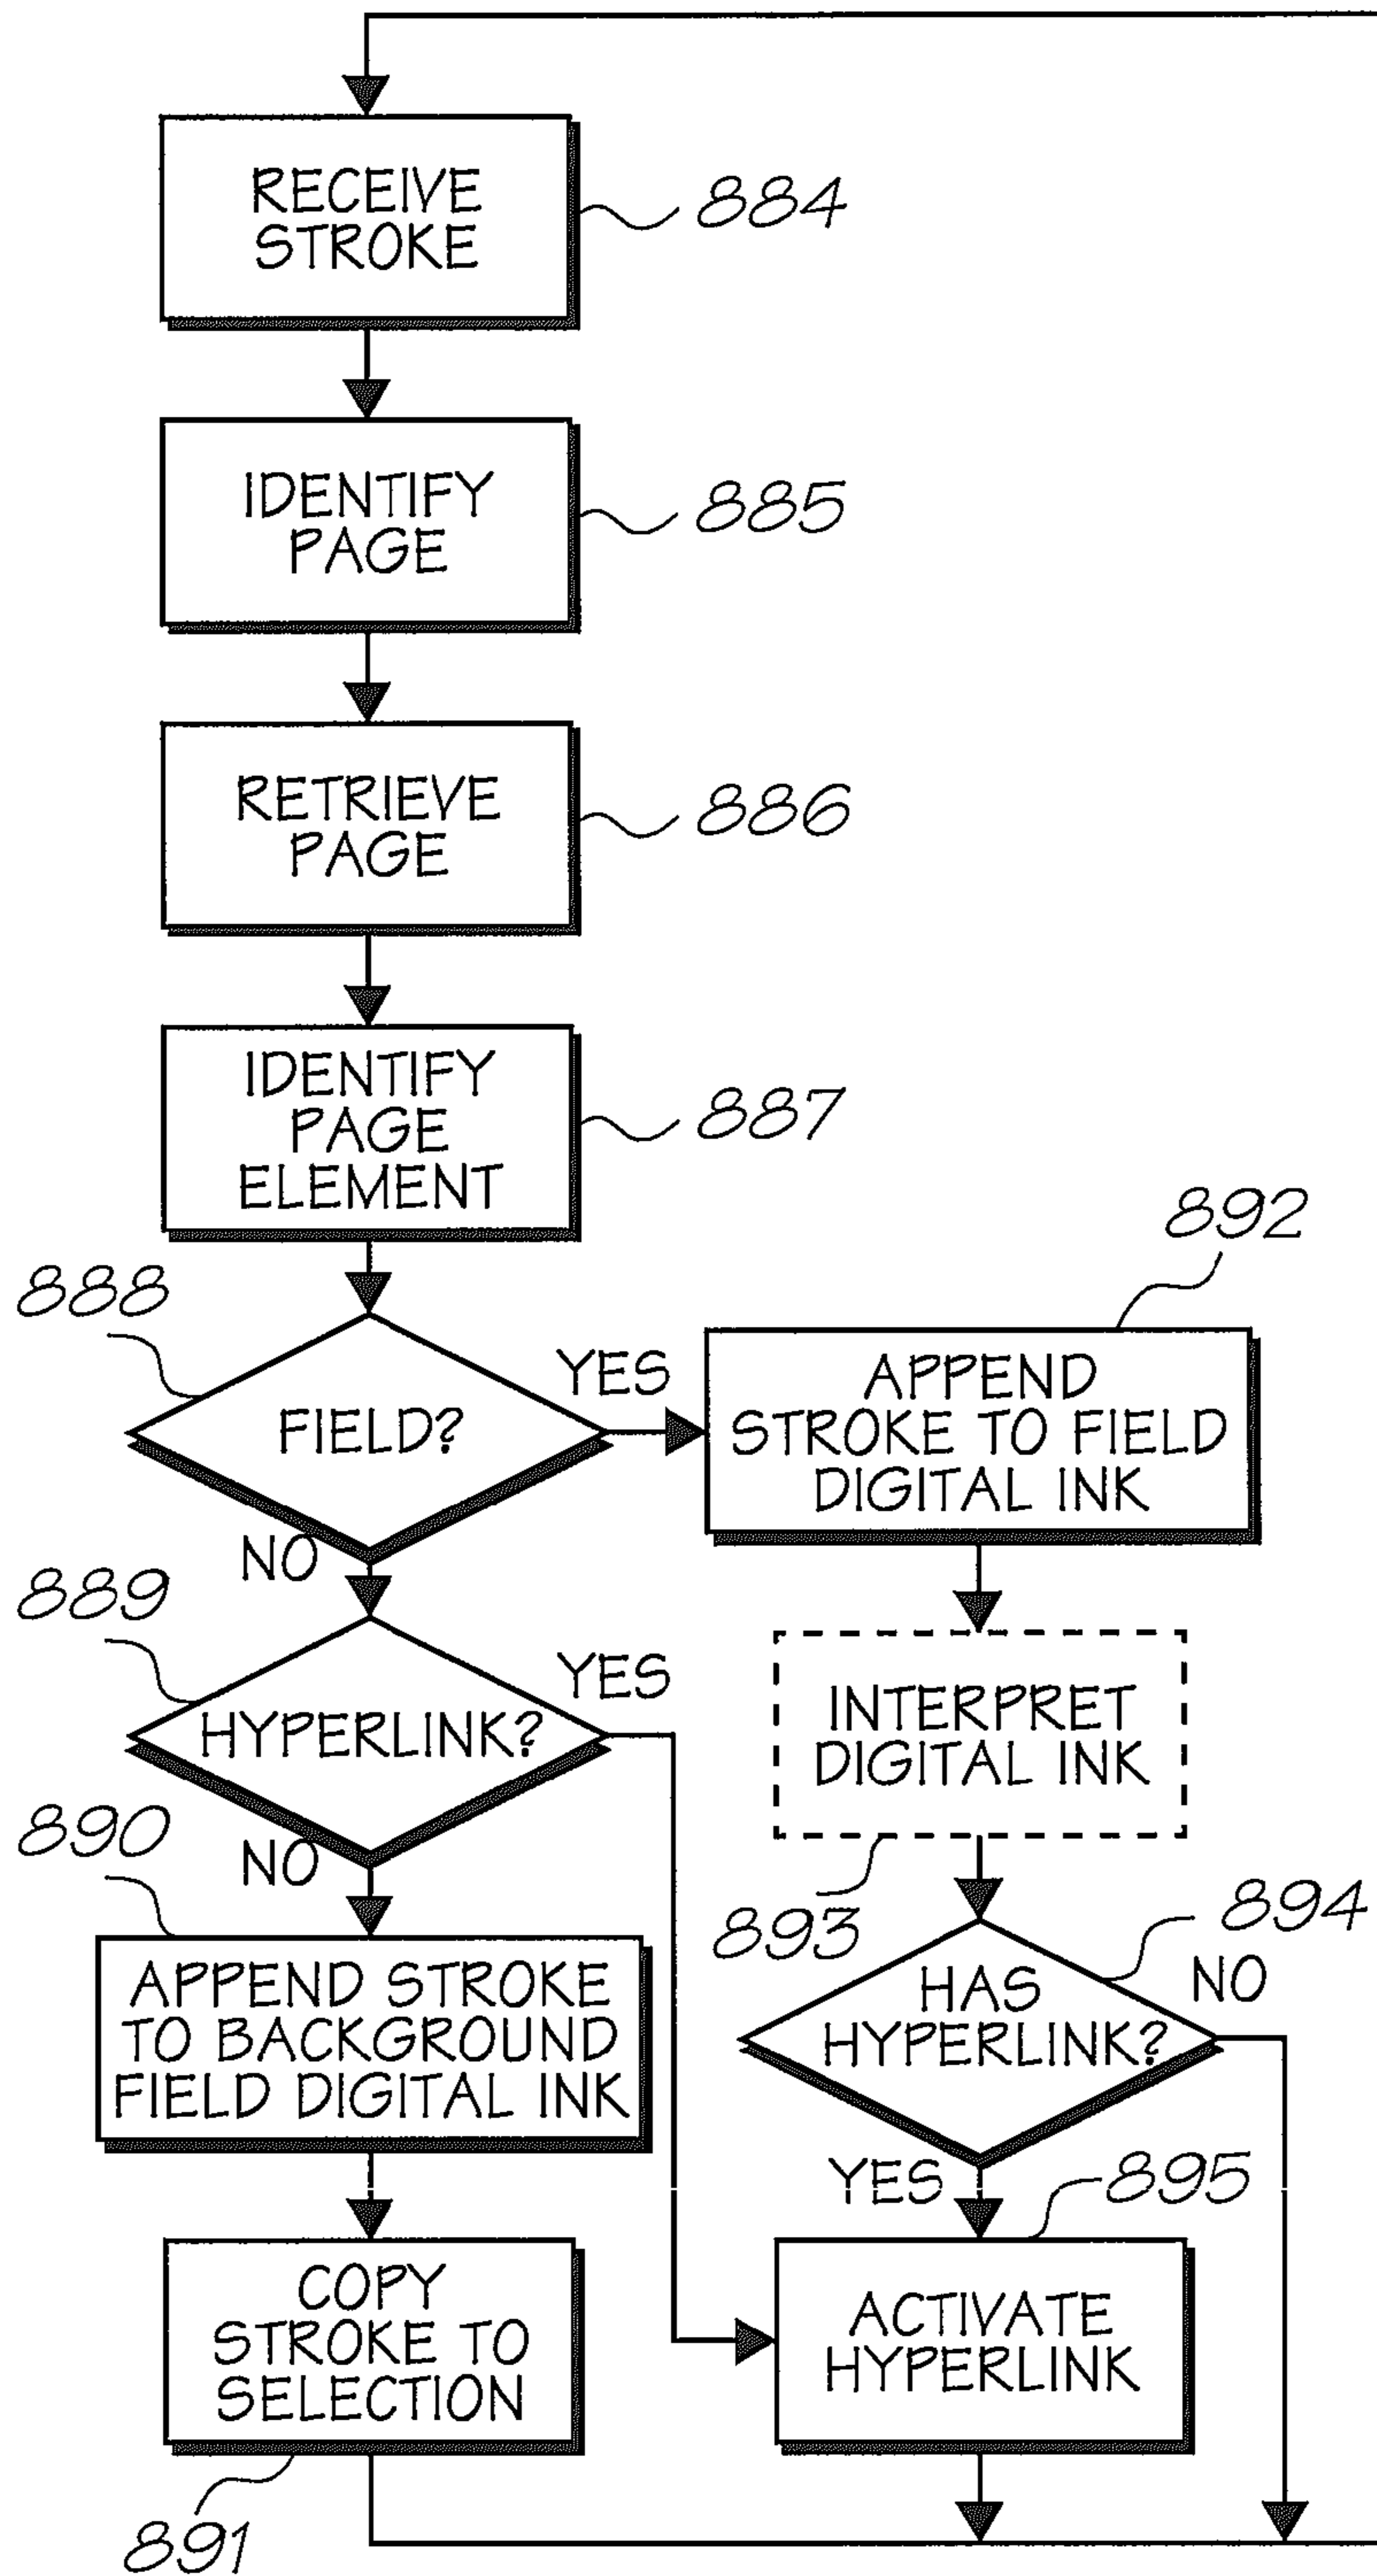 RECEIVE
STROKE
884
IDENTIFY
PAGE
885
RETRIEVE
PAGE
886
IDENTIFY
PAGE
ELEMENT
887
888
FIELD?
YES
NO
892
APPEND
STROKE TO FIELD
DIGITAL INK
889
HYPERLINK?
YES
NO
INTERPRET
DIGITAL INK
893
890
APPEND STROKE
TO BACKGROUND
FIELD DIGITAL INK
894
HAS
HYPERLINK?
NO
YES
895
COPY
STROKE TO
SELECTION
891
ACTIVATE
HYPERLINK